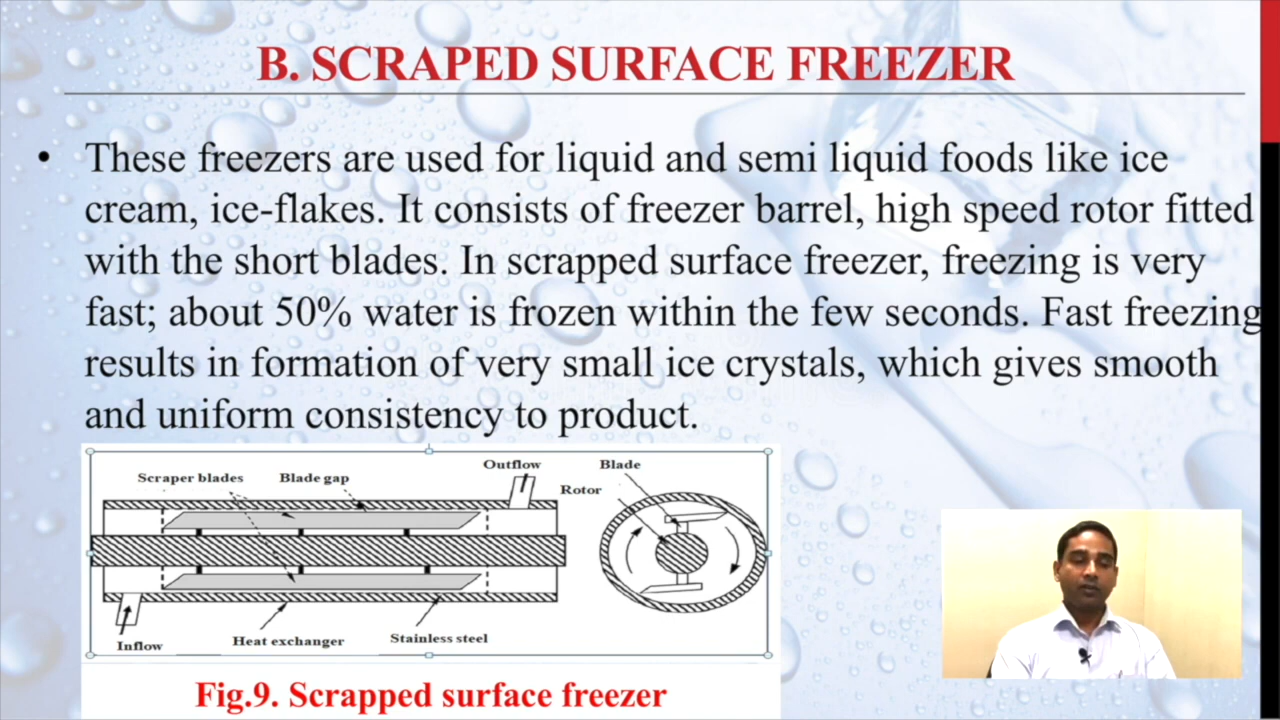 B. SCRAPED SURFACE FREEZER
• These freezers are used for liquid and semi liquid foods like ice
cream, ice-flakes. It consists of freezer barrel, high speed rotor fitted
with the short blades. In scrapped surface freezer, freezing is very
fast; about 50% water is frozen within the few seconds. Fast freezing
results in formation of very small ice crystals, which gives smooth
and uniform consistency to product.
Scraper blades
Blade gap
Outflow
Blade
Rotor
Inflow
Heat exchanger
Stainless steel
Fig.9. Scrapped surface freezer